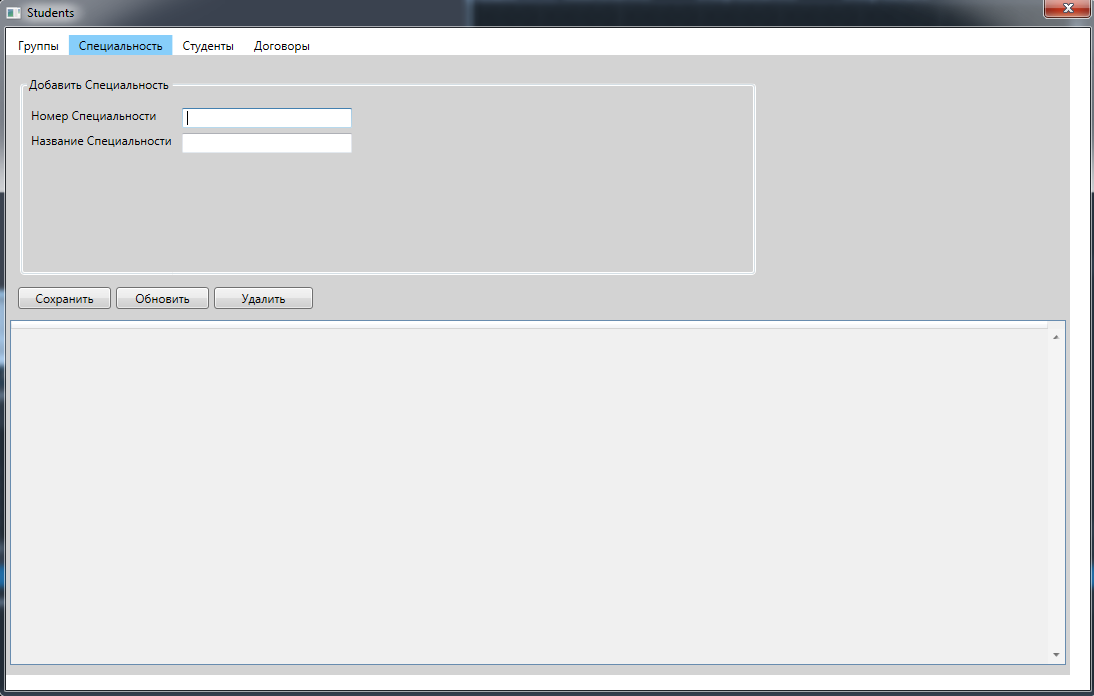 Students
Группы Специальность Студенты Договоры
Добавить Специальность
Номер Специальности
Название Специальности
Сохранить Обновить Удалить